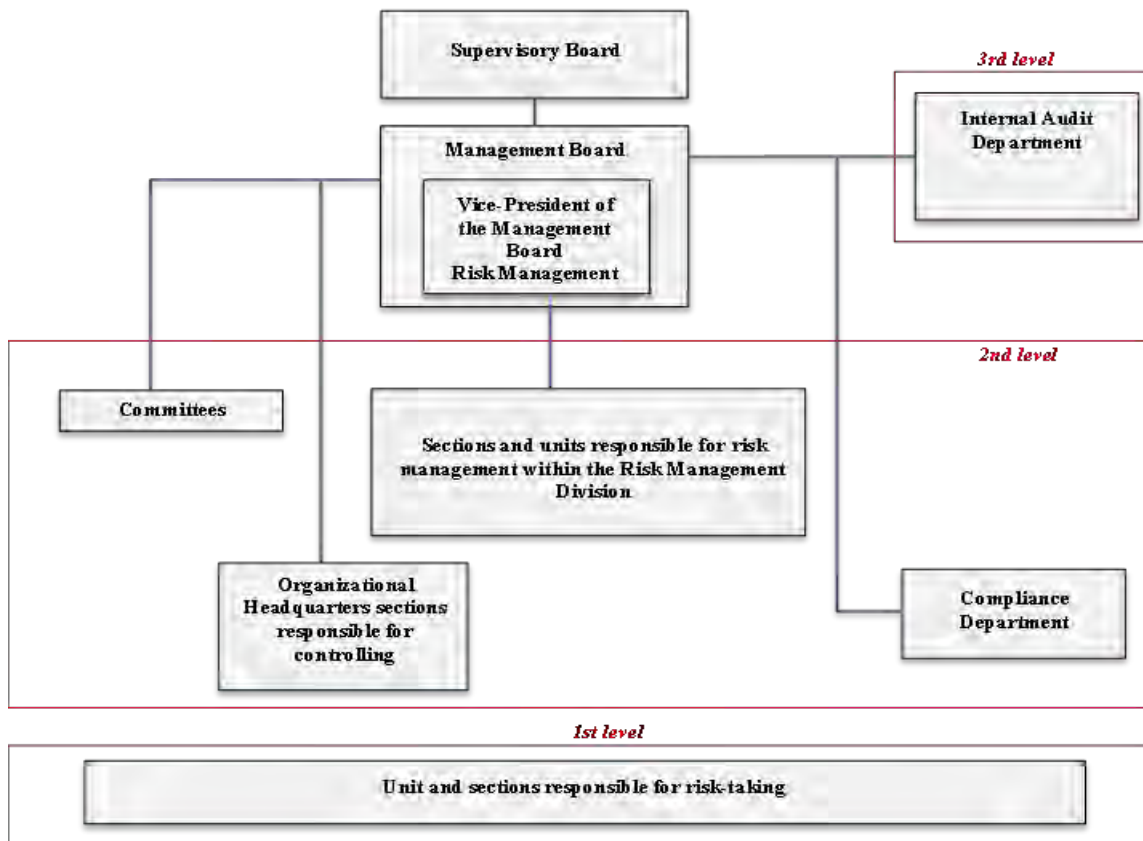 Supervisory Board
3rd level
Internal Audit
Department
Management Board
Vice-President of
the Management
Board
Risk Management
2nd level
Committees
Sections and units responsible for risk
management within the Risk Management
Division
Organizational
Headquarters sections
responsible for
controlling
Compliance
Department
1st level
Unit and sections responsible for risk-taking